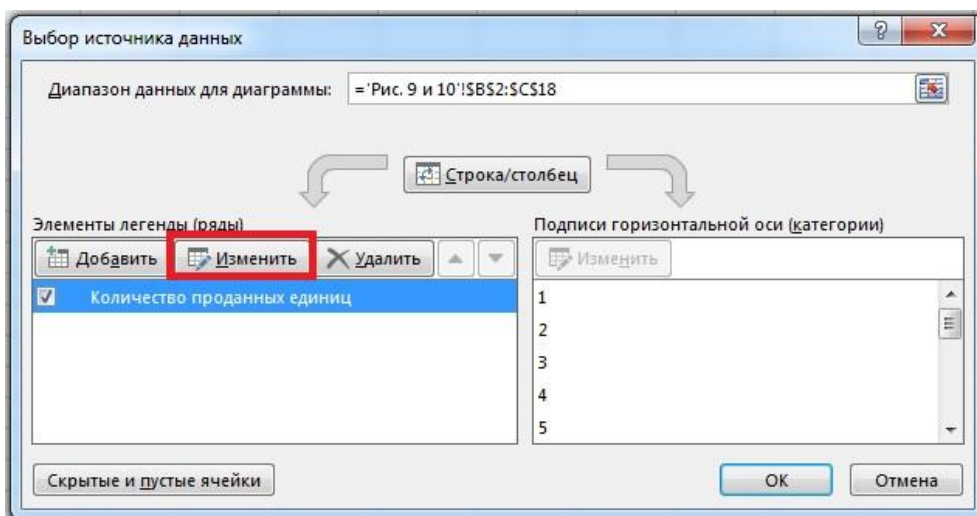 Выбор источника данных
Диапазон данных для диаграммы: ='Рис. 9 и 10'!$B$2:$C$18
Строка/столбец
Элементы легенды (ряды)
Добавить Изменить Удалить
Количество проданных единиц
Подписи горизонтальной оси (категории)
Изменить
1
2
3
4
5
Скрытые и пустые ячейки
ОК Отмена